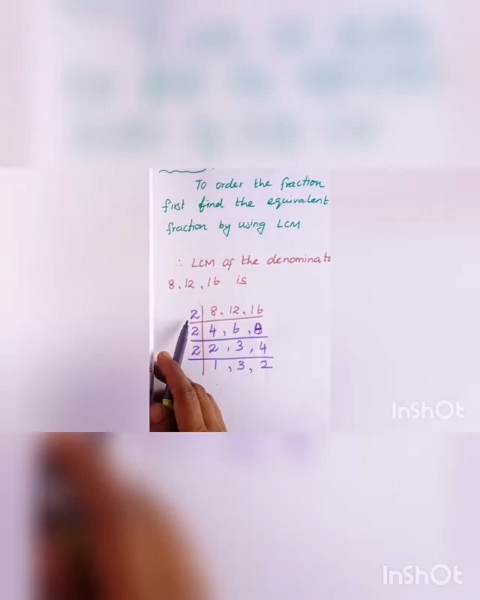 To order the fraction
first find the equivalent
fraction by using LCM
∴ LCM of the denominat
8, 12, 16 is
2 | 8, 12, 16
2 | 4, 6, 8
2 | 2, 3, 4
1, 3, 2
InShOt
InShOt